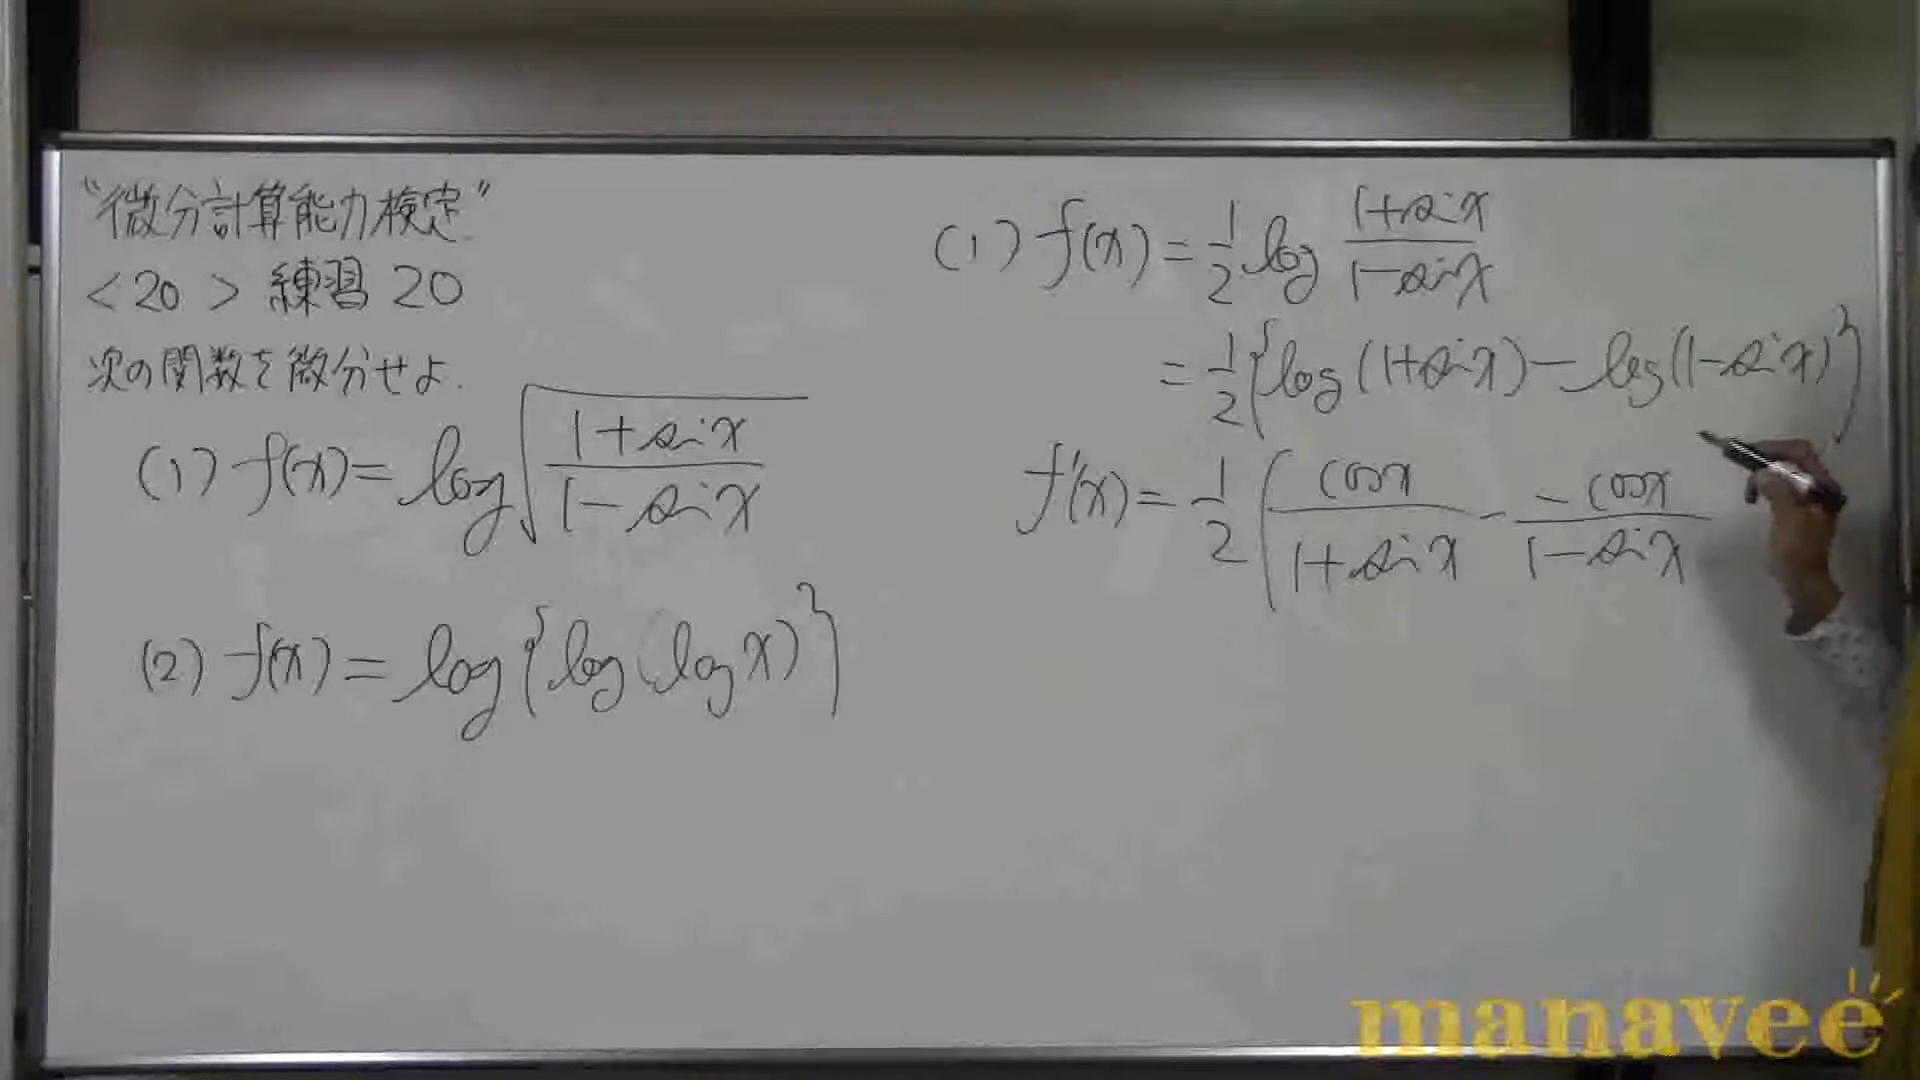 “微分計算能力検定”
<20> 練習 20
次の関数を微分せよ.
(1) f(x) = log√((1+sin x)/(1-sin x))
(2) f(x) = log{log(log x)}
(1) f(x) = 1/2 log (1+sin x)/(1-sin x)
= 1/2 {log(1+sin x) - log(1-sin x)}
f'(x) = 1/2 ( cos x/(1+sin x) - -cos x/(1-sin x)
manavee